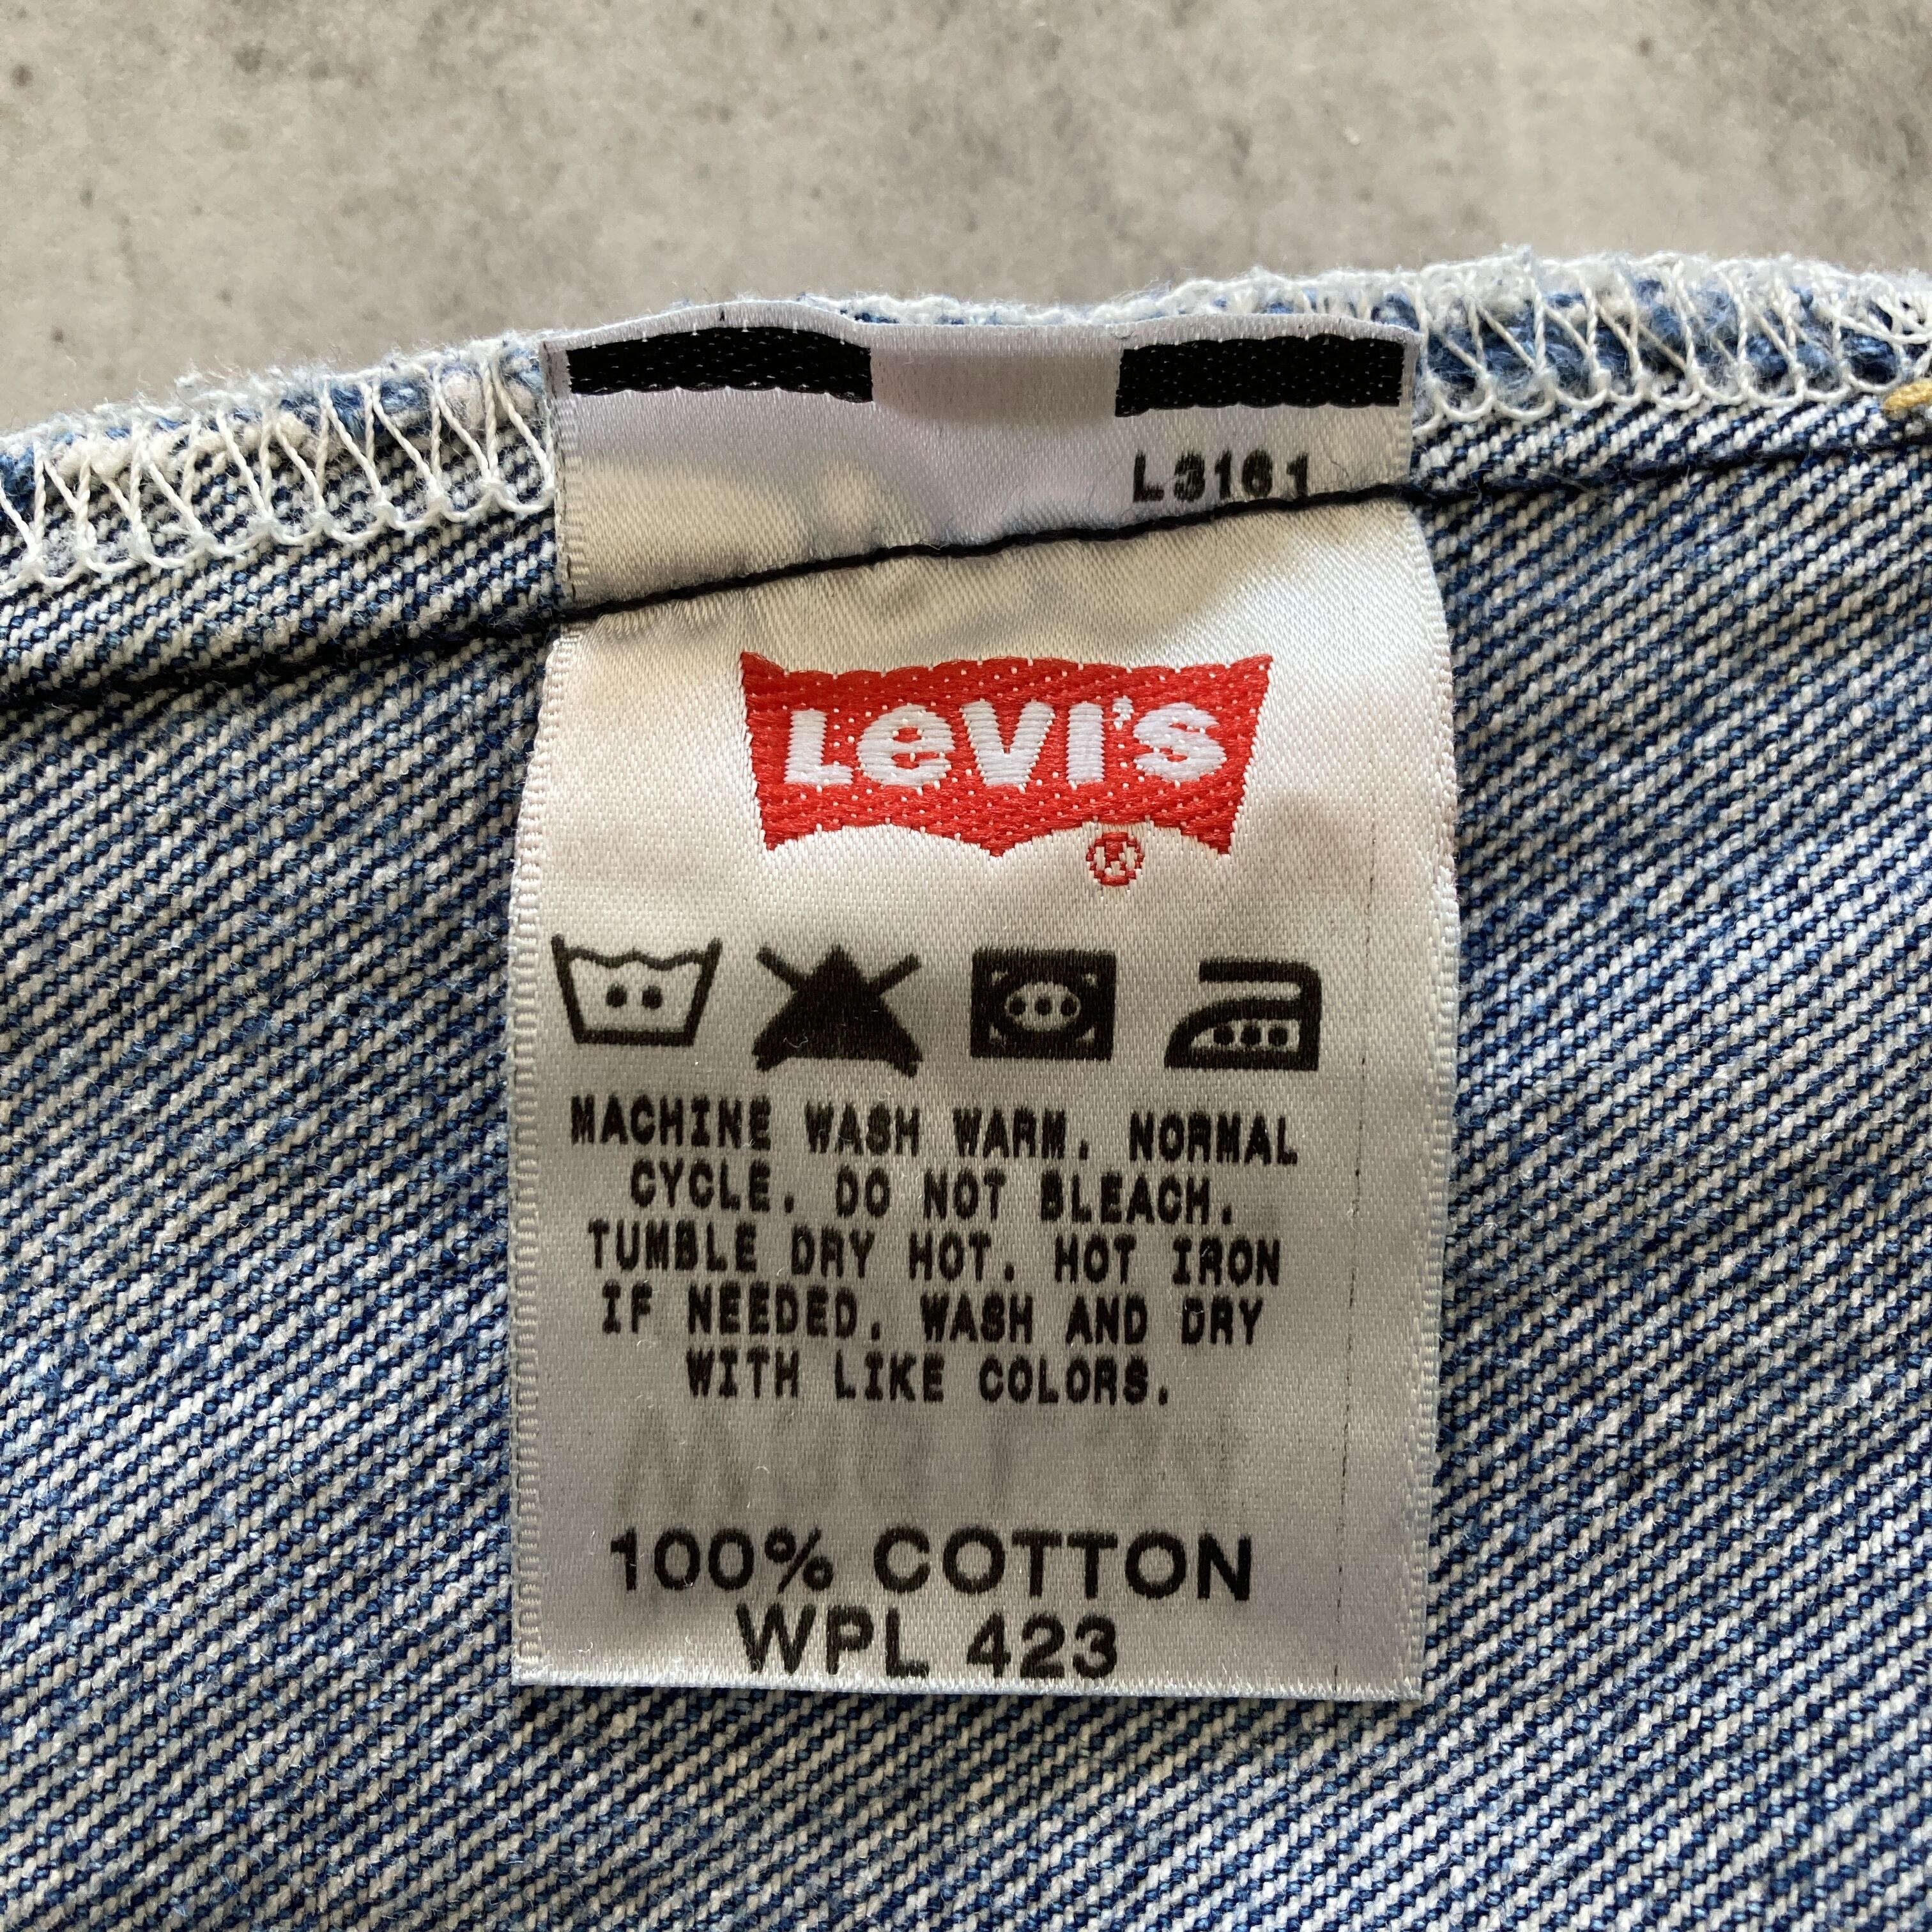 L3161
Levi's
®
MACHINE WASH WARM. NORMAL
CYCLE. DO NOT BLEACH.
TUMBLE DRY HOT. HOT IRON
IF NEEDED. WASH AND DRY
WITH LIKE COLORS.
100% COTTON
WPL 423